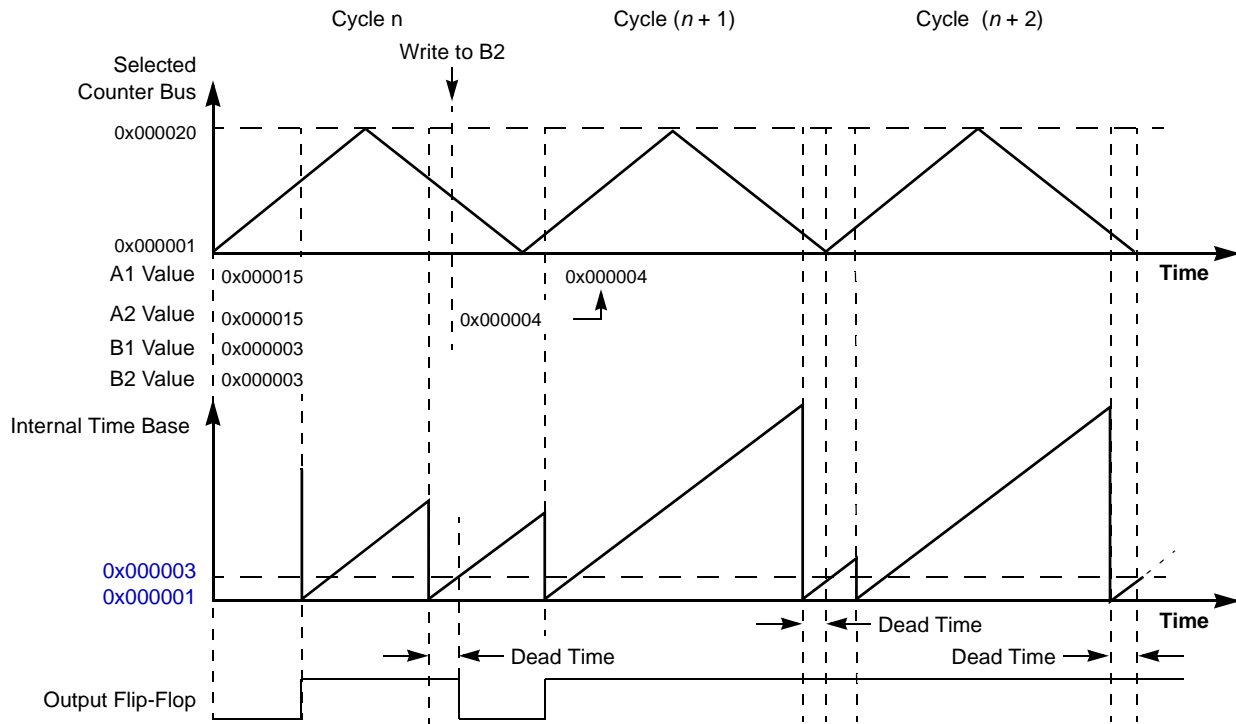 Cycle n
Cycle (n + 1)
Cycle (n + 2)
Write to B2
Selected
Counter Bus
0x000020
0x000001
Time
A1 Value 0x000015 0x000004
A2 Value 0x000015 0x000004
B1 Value 0x000003
B2 Value 0x000003
Internal Time Base
0x000003
0x000001
Time
Dead Time
Dead Time
Dead Time
Output Flip-Flop